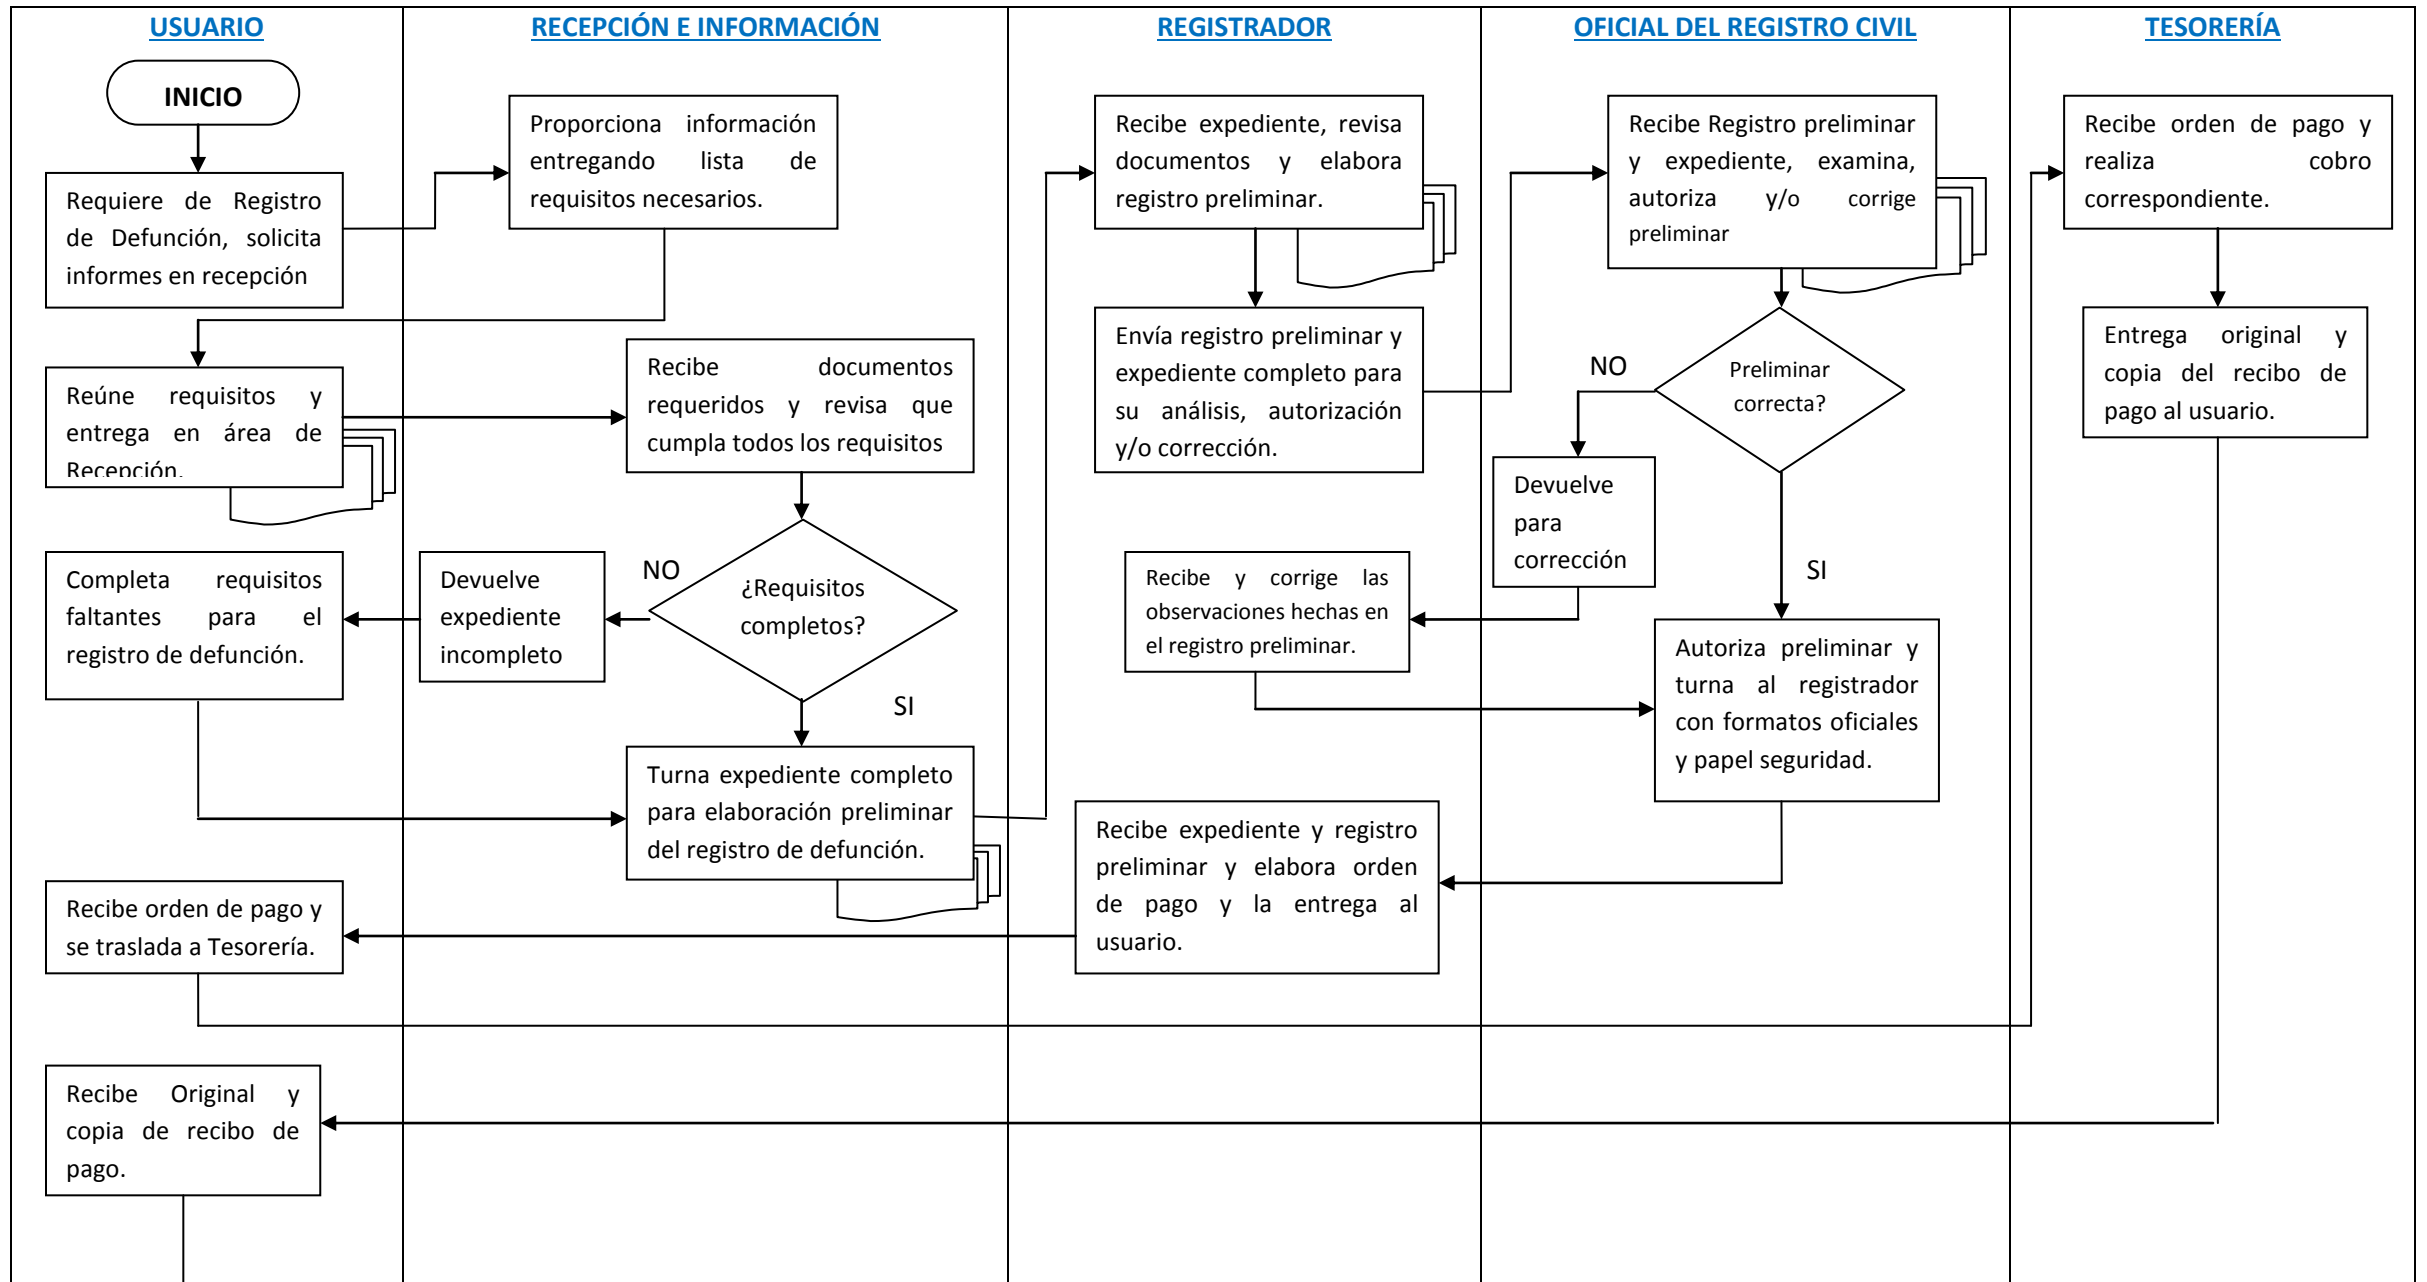 USUARIO
INICIO
Requiere de Registro
de Defunción, solicita
informes en recepción
Reúne requisitos y
entrega en área de
Recepción.
Completa requisitos
faltantes para el
registro de defunción.
Recibe orden de pago y
se traslada a Tesorería.
Recibe Original y
copia de recibo de
pago.
RECEPCIÓN E INFORMACIÓN
Proporciona información
entregando lista de
requisitos necesarios.
Recibe documentos
requeridos y revisa que
cumpla todos los requisitos
¿Requisitos
completos?
NO
Devuelve
expediente
incompleto
SI
Turna expediente completo
para elaboración preliminar
del registro de defunción.
REGISTRADOR
Recibe expediente, revisa
documentos y elabora
registro preliminar.
Envía registro preliminar y
expediente completo para
su análisis, autorización
y/o corrección.
Recibe y corrige las
observaciones hechas en
el registro preliminar.
Recibe expediente y registro
preliminar y elabora orden
de pago y la entrega al
usuario.
OFICIAL DEL REGISTRO CIVIL
Recibe Registro preliminar
y expediente, examina,
autoriza y/o corrige
preliminar
Preliminar
correcta?
NO
Devuelve
para
corrección
SI
Autoriza preliminar y
turna al registrador
con formatos oficiales
y papel seguridad.
TESORERÍA
Recibe orden de pago y
realiza cobro
correspondiente.
Entrega original y
copia del recibo de
pago al usuario.